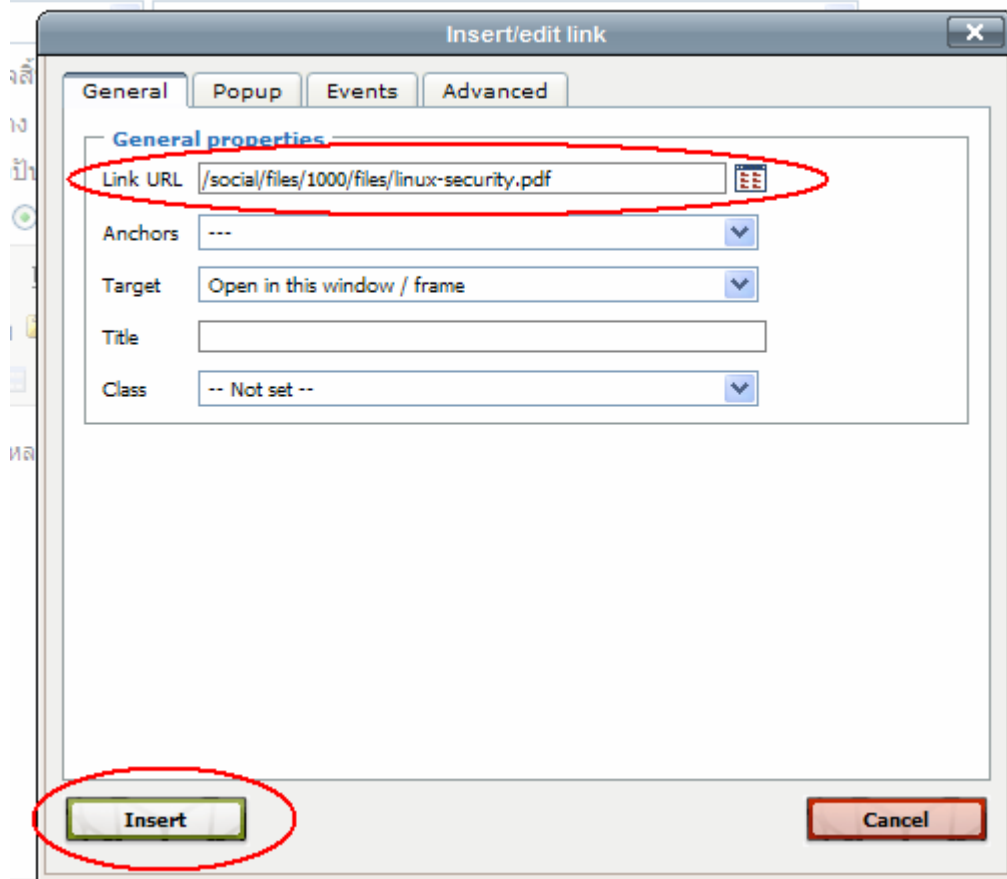 Insert/edit link
General Popup Events Advanced
General properties
Link URL /social/files/1000/files/linux-security.pdf
Anchors ---
Target Open in this window / frame
Title
Class -- Not set --
Insert Cancel